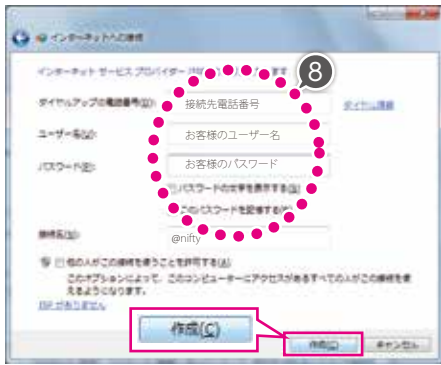 インターネットへの接続
インターネット サービス プロバイダー
8
ダイヤルアップの電話番号(D): 接続先電話番号 ダイヤル情報
ユーザー名(U): お客様のユーザー名
パスワード(P): お客様のパスワード
パスワードの文字を表示する(S)
このパスワードを記憶する(R)
接続名(N): @nifty
他の人がこの接続を使うことを許可する(A)
このオプションによって、このコンピューターにアクセスがあるすべての人がこの接続を使
えるようになります。
ISP がありません
作成(C)
作成(C) キャンセル